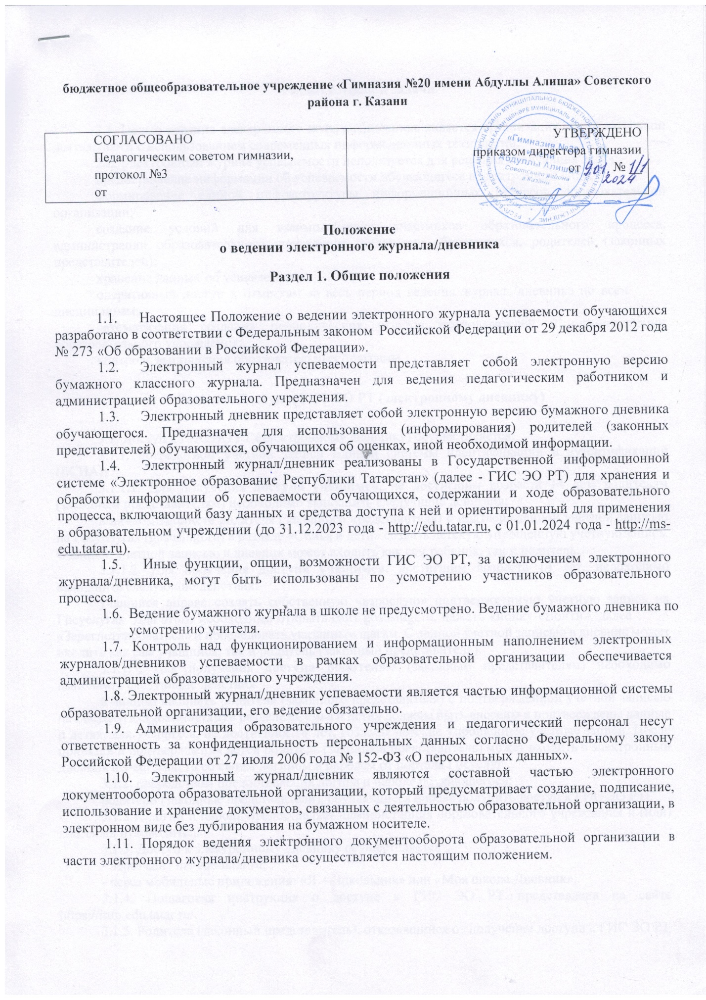 бюджетное общеобразовательное учреждение «Гимназия №20 имени Абдуллы Алиша» Советского
района г. Казани
СОГЛАСОВАНО
Педагогическим советом гимназии,
протокол №3
от
УТВЕРЖДЕНО
приказом директора гимназии
от 9.01. № 1/1
2024
«Гимназия №20
имени
Абдуллы Алиша»
Советского района
г.Казани
Положение
о ведении электронного журнала/дневника
Раздел 1. Общие положения
1.1. Настоящее Положение о ведении электронного журнала успеваемости обучающихся
разработано в соответствии с Федеральным законом Российской Федерации от 29 декабря 2012 года
№ 273 «Об образовании в Российской Федерации».
1.2. Электронный журнал успеваемости представляет собой электронную версию
бумажного классного журнала. Предназначен для ведения педагогическим работником и
администрацией образовательного учреждения.
1.3. Электронный дневник представляет собой электронную версию бумажного дневника
обучающегося. Предназначен для использования (информирования) родителей (законных
представителей) обучающихся, обучающихся об оценках, иной необходимой информации.
1.4. Электронный журнал/дневник реализованы в Государственной информационной
системе «Электронное образование Республики Татарстан» (далее - ГИС ЭО РТ) для хранения и
обработки информации об успеваемости обучающихся, содержании и ходе образовательного
процесса, включающий базу данных и средства доступа к ней и ориентированный для применения
в образовательном учреждении (до 31.12.2023 года - http://edu.tatar.ru, с 01.01.2024 года - http://ms-
edu.tatar.ru).
1.5. Иные функции, опции, возможности ГИС ЭО РТ, за исключением электронного
журнала/дневника, могут быть использованы по усмотрению участников образовательного
процесса.
1.6. Ведение бумажного журнала в школе не предусмотрено. Ведение бумажного дневника по
усмотрению учителя.
1.7. Контроль над функционированием и информационным наполнением электронных
журналов/дневников успеваемости в рамках образовательной организации обеспечивается
администрацией образовательного учреждения.
1.8. Электронный журнал/дневник успеваемости является частью информационной системы
образовательной организации, его ведение обязательно.
1.9. Администрация образовательного учреждения и педагогический персонал несут
ответственность за конфиденциальность персональных данных согласно Федеральному закону
Российской Федерации от 27 июля 2006 года № 152-ФЗ «О персональных данных».
1.10. Электронный журнал/дневник являются составной частью электронного
документооборота образовательной организации, который предусматривает создание, подписание,
использование и хранение документов, связанных с деятельностью образовательной организации, в
электронном виде без дублирования на бумажном носителе.
1.11. Порядок ведения электронного документооборота образовательной организации в
части электронного журнала/дневника осуществляется настоящим положением.